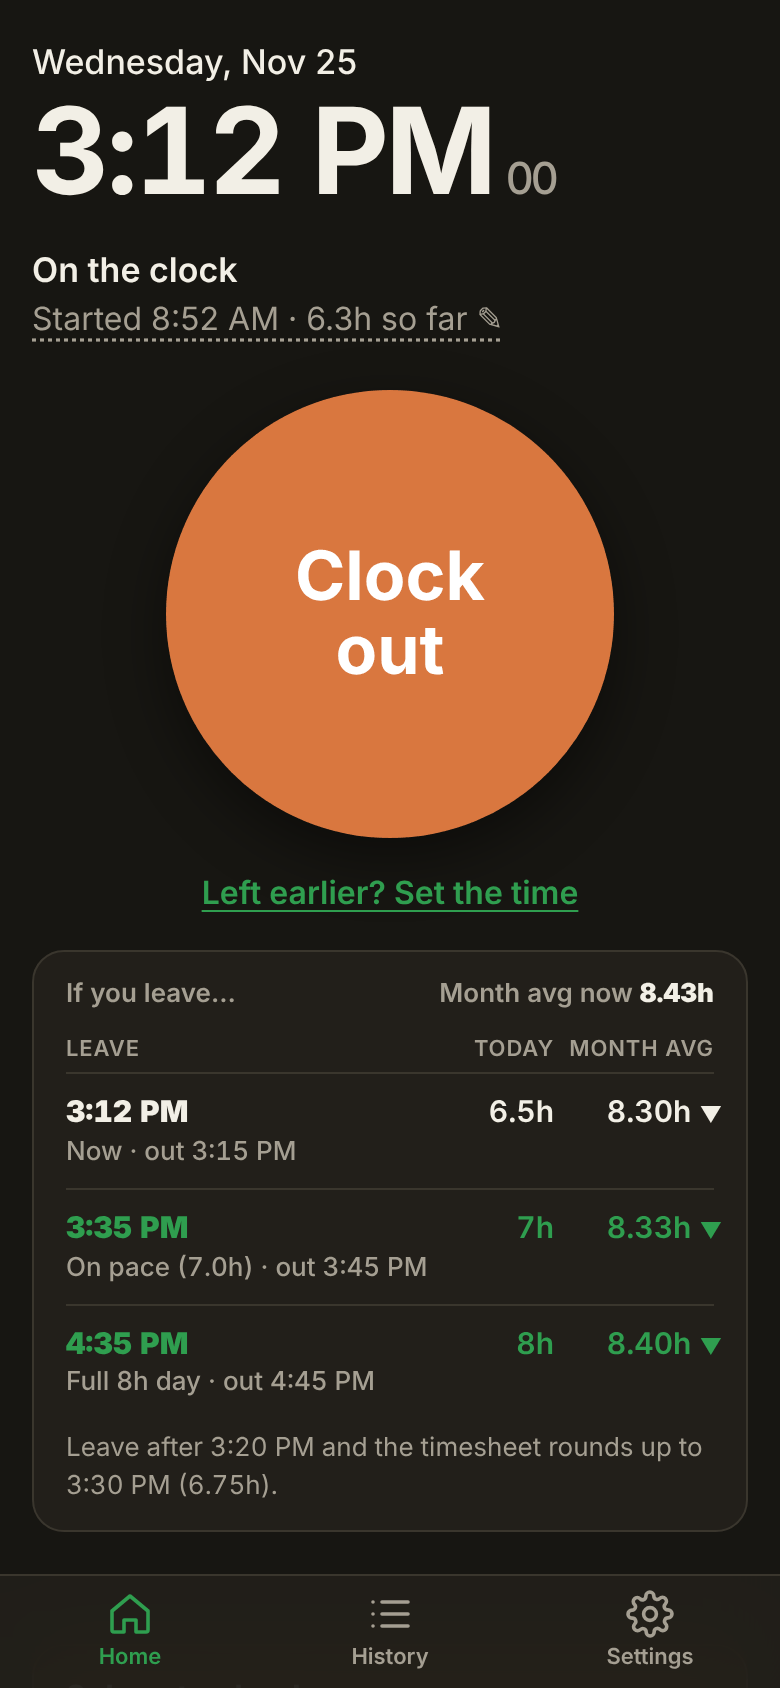 Wednesday, Nov 25
3:12 PM 00
On the clock
Started 8:52 AM · 6.3h so far ✎
Clock
out
Left earlier? Set the time
If you leave... Month avg now 8.43h
LEAVE TODAY MONTH AVG
3:12 PM 6.5h 8.30h ▼
Now · out 3:15 PM
3:35 PM 7h 8.33h ▼
On pace (7.0h) · out 3:45 PM
4:35 PM 8h 8.40h ▼
Full 8h day · out 4:45 PM
Leave after 3:20 PM and the timesheet rounds up to
3:30 PM (6.75h).
Home History Settings